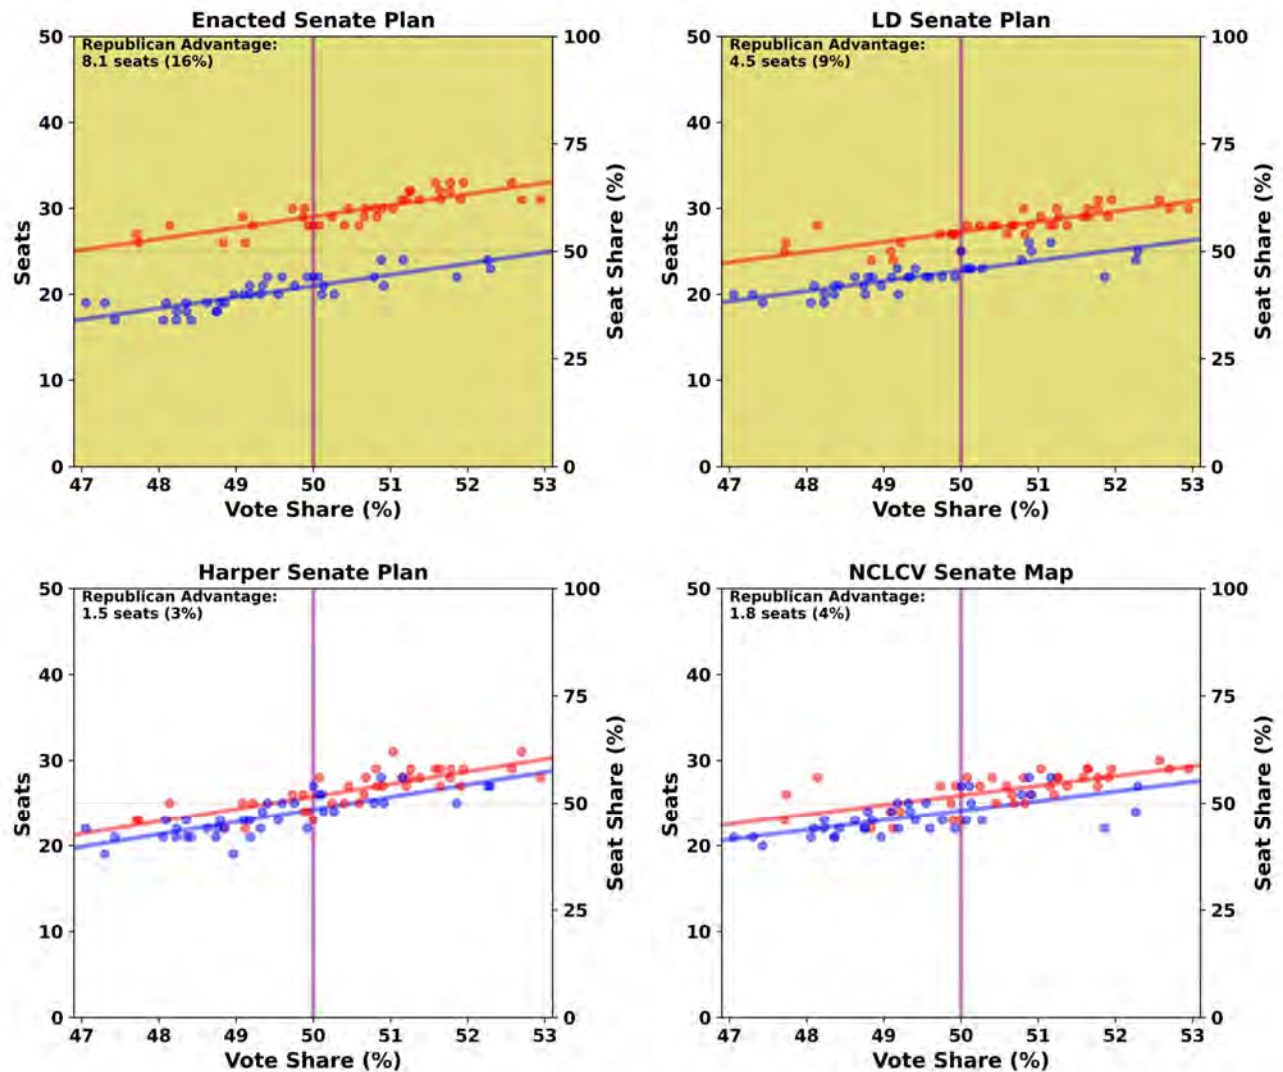 Enacted Senate Plan
Republican Advantage:
8.1 seats (16%)
50
40
30
20
10
0
Seats
100
75
50
25
0
Seat Share (%)
47 48 49 50 51 52 53
Vote Share (%)
LD Senate Plan
Republican Advantage:
4.5 seats (9%)
50
40
30
20
10
0
Seats
100
75
50
25
0
Seat Share (%)
47 48 49 50 51 52 53
Vote Share (%)
Harper Senate Plan
Republican Advantage:
1.5 seats (3%)
50
40
30
20
10
0
Seats
100
75
50
25
0
Seat Share (%)
47 48 49 50 51 52 53
Vote Share (%)
NCLCV Senate Map
Republican Advantage:
1.8 seats (4%)
50
40
30
20
10
0
Seats
100
75
50
25
0
Seat Share (%)
47 48 49 50 51 52 53
Vote Share (%)